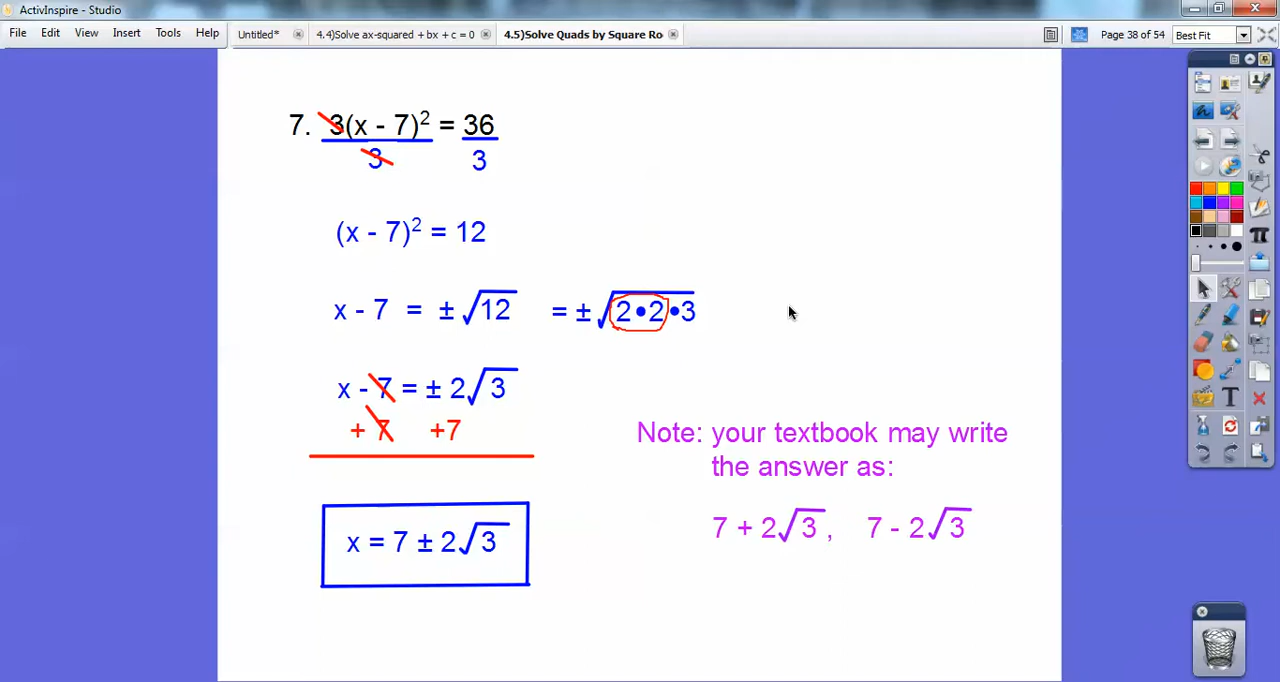 ActivInspire - Studio
File Edit View Insert Tools Help
Untitled* 4.4)Solve ax-squared + bx + c = 0 4.5)Solve Quads by Square Ro
Page 38 of 54 Best Fit
7. 3(x - 7)² = 36
3 3
(x - 7)² = 12
x - 7 = ± √12 = ± √2•2•3
x - 7 = ± 2√3
+ 7 +7
x = 7 ± 2√3
Note: your textbook may write
the answer as:
7 + 2√3, 7 - 2√3